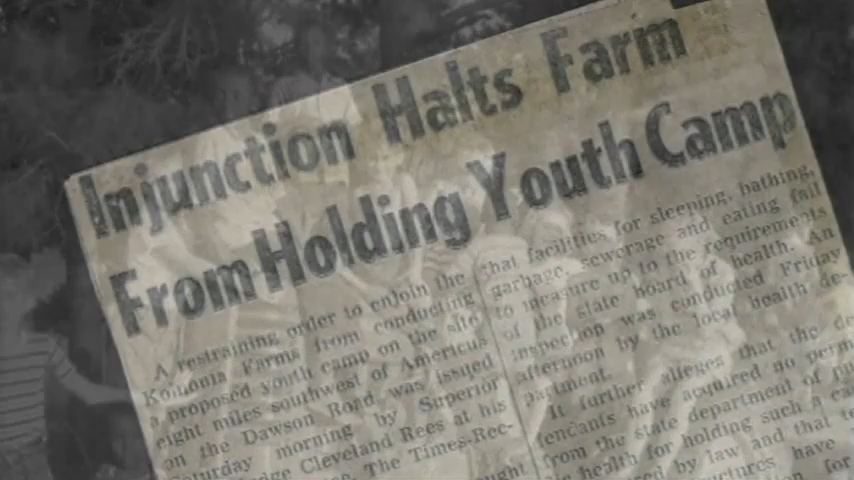 Injunction Halts Farm
From Holding Youth Camp
A restraining order to enjoin the
Koinonia Farms from conducting
a proposed youth camp on the site
eight miles southwest of Americus
on the Dawson Road, was issued
Saturday morning by Superior
Cleveland Rees at his
The Times-Rec-
that facilities for sleeping, bathing,
garbage, sewerage and eating fail
to measure up to the requirements
of the state board of health. An
inspection was conducted Friday
afternoon by the local health de-
partment.
It further alleges that the de-
fendants have acquired no perm
from the state department of pu
health for holding such a ca
by law and that